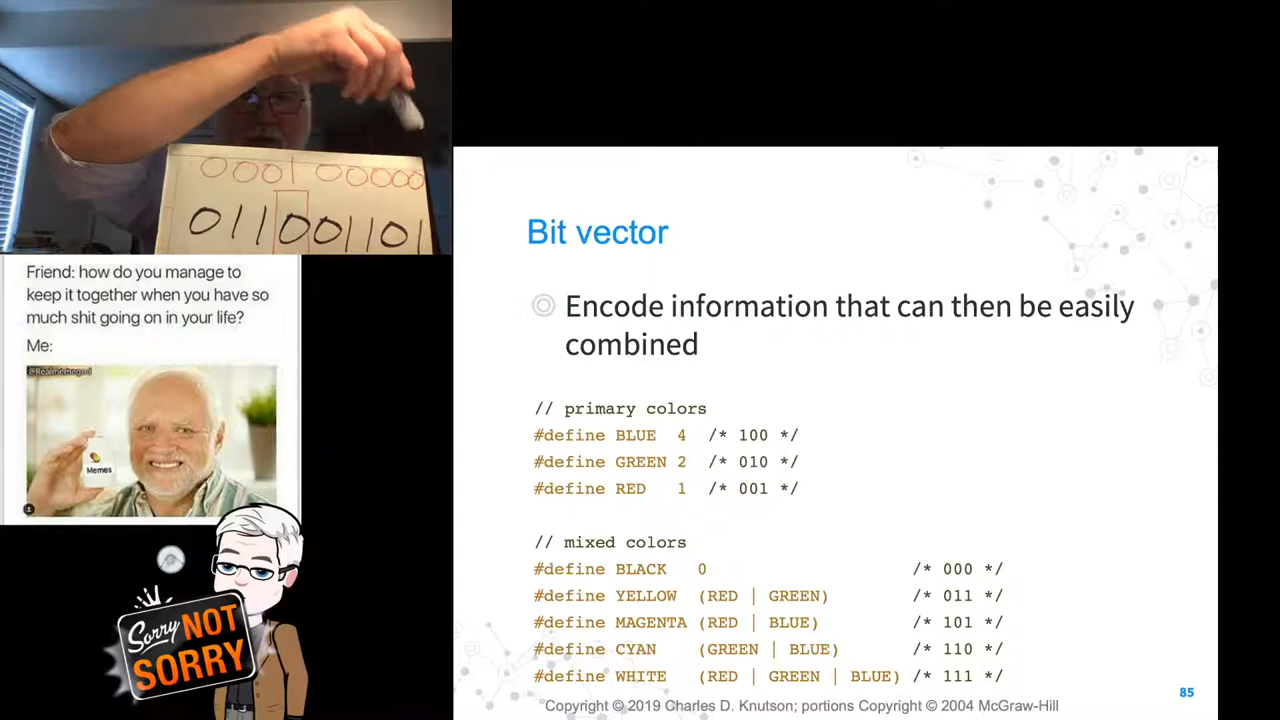 000100000
011001101
Friend: how do you manage to
keep it together when you have so
much shit going on in your life?
Me:
Memes
Sorry NOT
SORRY
Bit vector
Encode information that can then be easily
combined
// primary colors
#define BLUE 4 /* 100 */
#define GREEN 2 /* 010 */
#define RED 1 /* 001 */
// mixed colors
#define BLACK 0 /* 000 */
#define YELLOW (RED | GREEN) /* 011 */
#define MAGENTA (RED | BLUE) /* 101 */
#define CYAN (GREEN | BLUE) /* 110 */
#define WHITE (RED | GREEN | BLUE) /* 111 */
Copyright © 2019 Charles D. Knutson; portions Copyright © 2004 McGraw-Hill
85